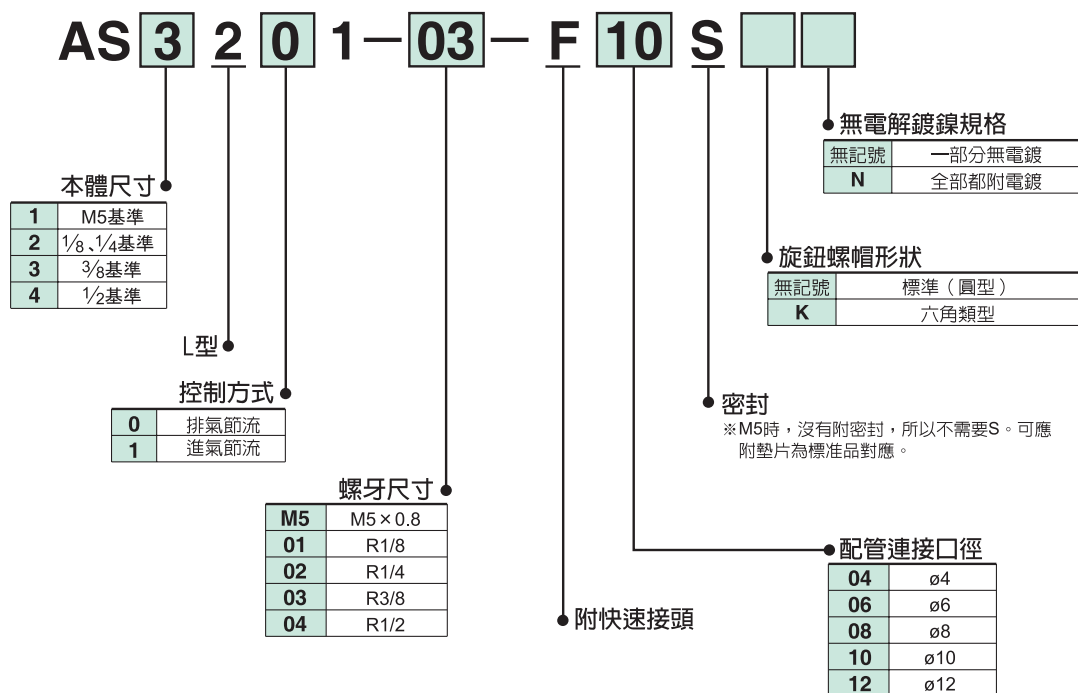 AS 3 2 0 1－03－F 10 S
無電解鍍鎳規格
無記號 一部分無電鍍
N 全部都附電鍍
本體尺寸
1 M5基準
2 1/8、1/4基準
3 3/8基準
4 1/2基準
旋鈕螺帽形狀
無記號 標準（圓型）
K 六角類型
L型
控制方式
0 排氣節流
1 進氣節流
密封
※M5時，沒有附密封，所以不需要S。可應
附墊片為標准品對應。
螺牙尺寸
M5 M5×0.8
01 R1/8
02 R1/4
03 R3/8
04 R1/2
附快速接頭
配管連接口徑
04 ø4
06 ø6
08 ø8
10 ø10
12 ø12